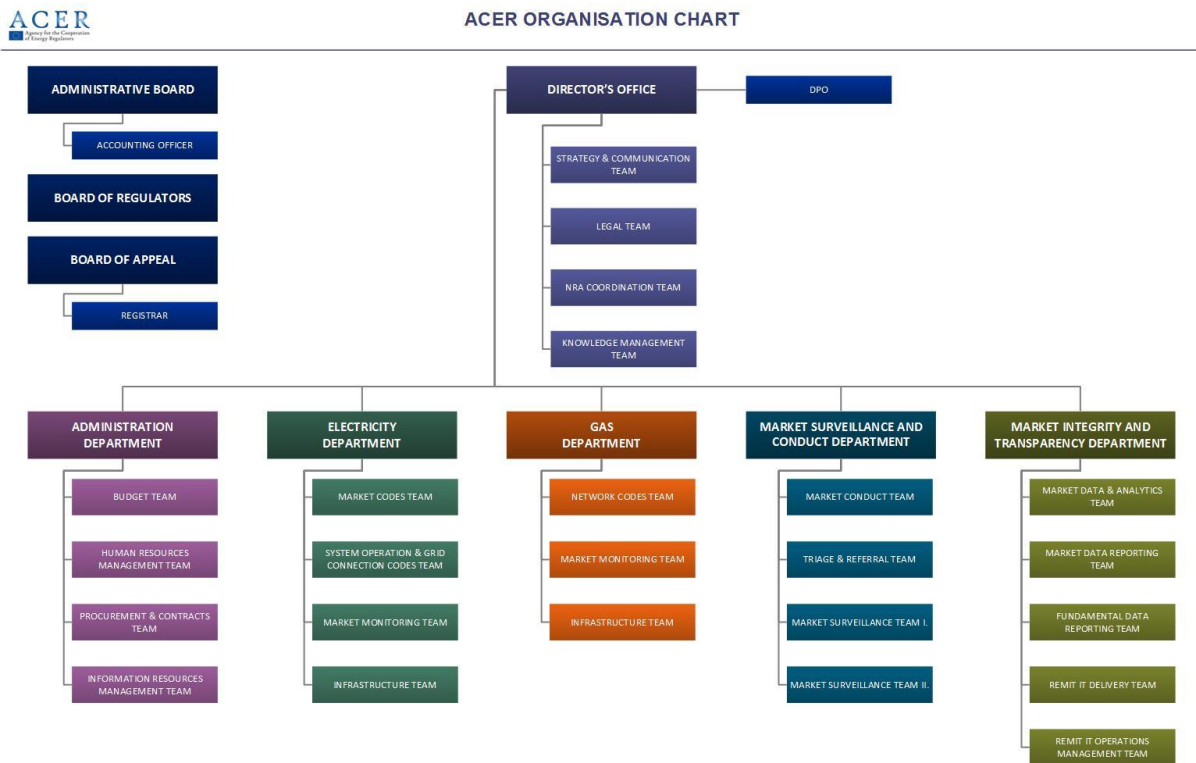 ACER
Agency for the Cooperation
of Energy Regulators
ACER ORGANISATION CHART
ADMINISTRATIVE BOARD
ACCOUNTING OFFICER
BOARD OF REGULATORS
BOARD OF APPEAL
REGISTRAR
DIRECTOR'S OFFICE
DPO
STRATEGY & COMMUNICATION
TEAM
LEGAL TEAM
NRA COORDINATION TEAM
KNOWLEDGE MANAGEMENT
TEAM
ADMINISTRATION
DEPARTMENT
BUDGET TEAM
HUMAN RESOURCES
MANAGEMENT TEAM
PROCUREMENT & CONTRACTS
TEAM
INFORMATION RESOURCES
MANAGEMENT TEAM
ELECTRICITY
DEPARTMENT
MARKET CODES TEAM
SYSTEM OPERATION & GRID
CONNECTION CODES TEAM
MARKET MONITORING TEAM
INFRASTRUCTURE TEAM
GAS
DEPARTMENT
NETWORK CODES TEAM
MARKET MONITORING TEAM
INFRASTRUCTURE TEAM
MARKET SURVEILLANCE AND
CONDUCT DEPARTMENT
MARKET CONDUCT TEAM
TRIAGE & REFERRAL TEAM
MARKET SURVEILLANCE TEAM I.
MARKET SURVEILLANCE TEAM II.
MARKET INTEGRITY AND
TRANSPARENCY DEPARTMENT
MARKET DATA & ANALYTICS
TEAM
MARKET DATA REPORTING
TEAM
FUNDAMENTAL DATA
REPORTING TEAM
REMIT IT DELIVERY TEAM
REMIT IT OPERATIONS
MANAGEMENT TEAM